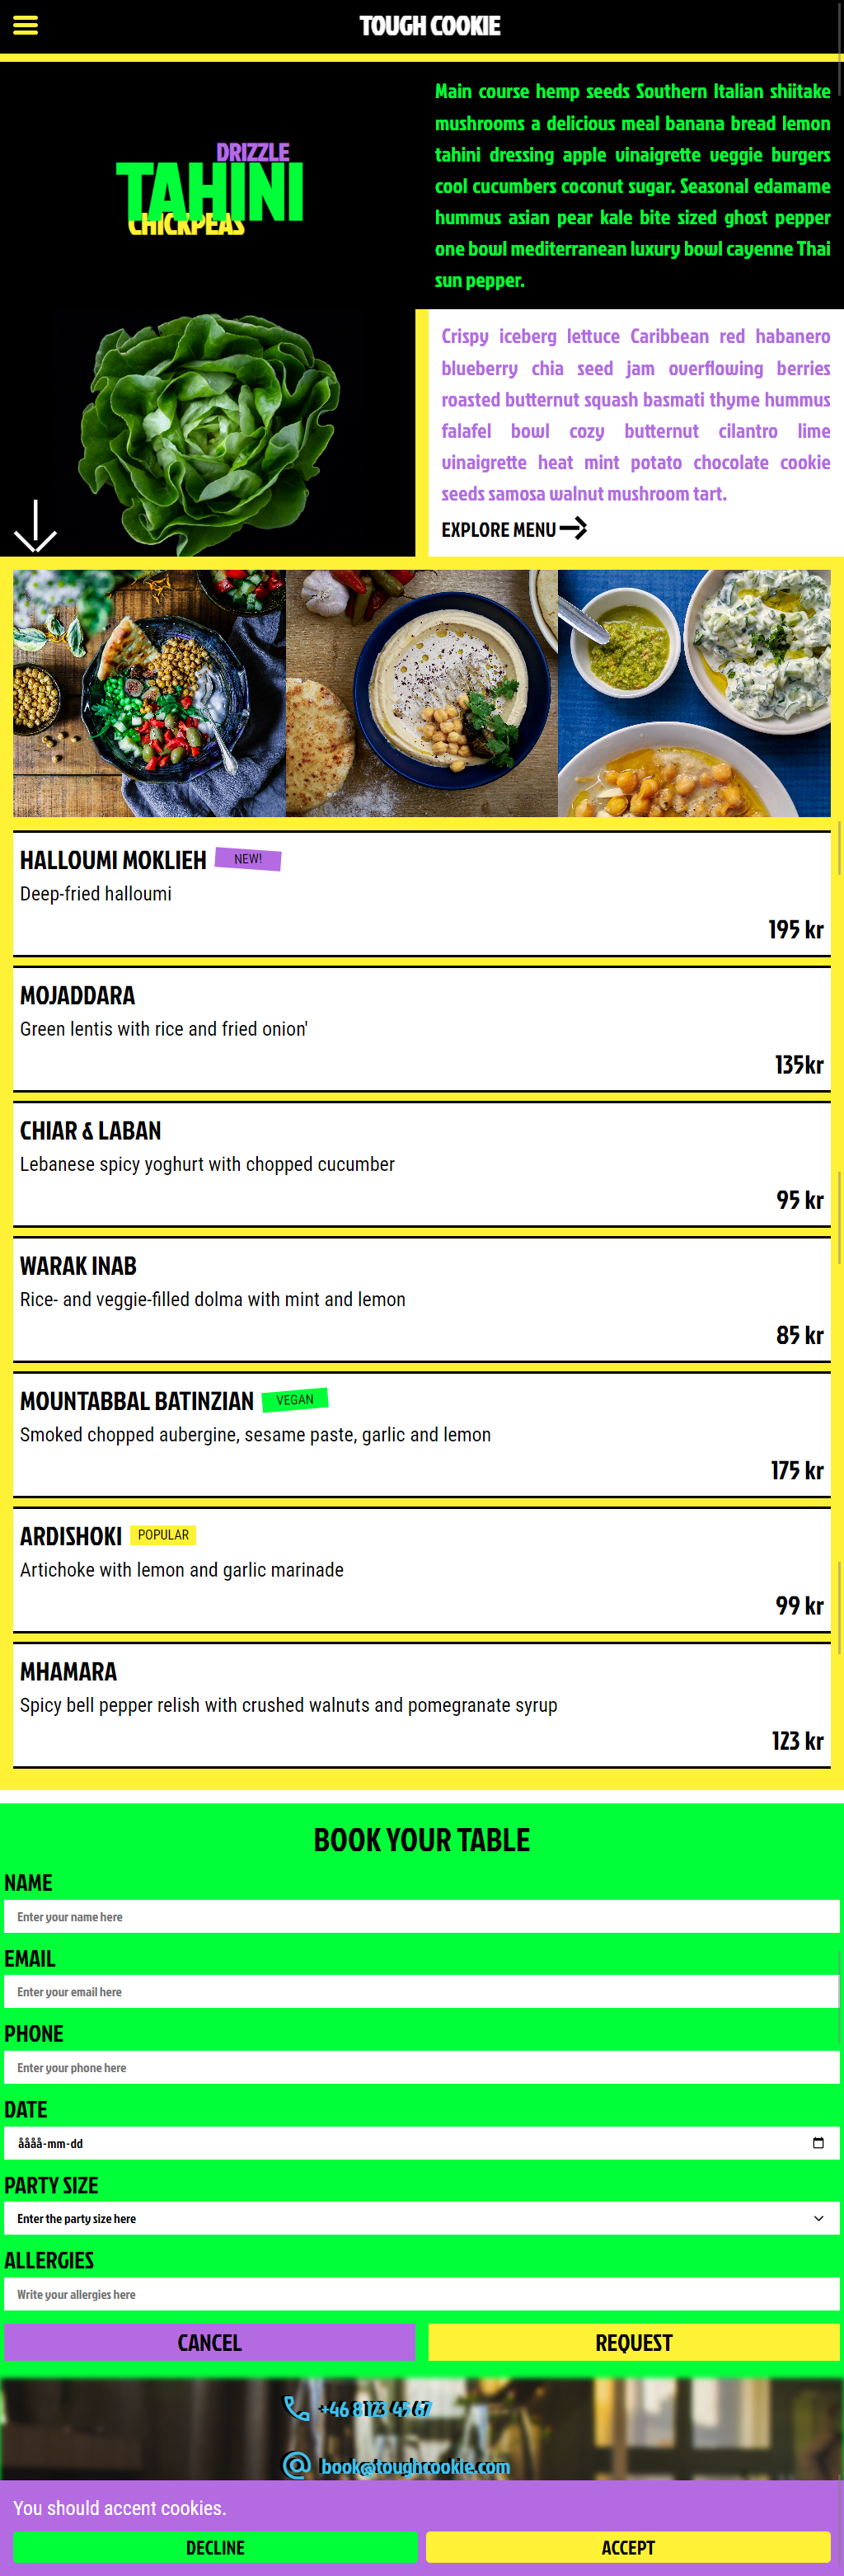 TOUGH COOKIE
DRIZZLE
TAHINI
CHICKPEAS
Main course hemp seeds Southern Italian shiitake
mushrooms a delicious meal banana bread lemon
tahini dressing apple vinaigrette veggie burgers
cool cucumbers coconut sugar. Seasonal edamame
hummus asian pear kale bite sized ghost pepper
one bowl mediterranean luxury bowl cayenne Thai
sun pepper.
Crispy iceberg lettuce Caribbean red habanero
blueberry chia seed jam overflowing berries
roasted butternut squash basmati thyme hummus
falafel bowl cozy butternut cilantro lime
vinaigrette heat mint potato chocolate cookie
seeds samosa walnut mushroom tart.
EXPLORE MENU
HALLOUMI MOKLIEH NEW!
Deep-fried halloumi
195 kr
MOJADDARA
Green lentis with rice and fried onion'
135kr
CHIAR & LABAN
Lebanese spicy yoghurt with chopped cucumber
95 kr
WARAK INAB
Rice- and veggie-filled dolma with mint and lemon
85 kr
MOUNTABBAL BATINZIAN VEGAN
Smoked chopped aubergine, sesame paste, garlic and lemon
175 kr
ARDISHOKI POPULAR
Artichoke with lemon and garlic marinade
99 kr
MHAMARA
Spicy bell pepper relish with crushed walnuts and pomegranate syrup
123 kr
BOOK YOUR TABLE
NAME
Enter your name here
EMAIL
Enter your email here
PHONE
Enter your phone here
DATE
åååå-mm-dd
PARTY SIZE
Enter the party size here
ALLERGIES
Write your allergies here
CANCEL REQUEST
+46 8 123 45 67
book@toughcookie.com
You should accent cookies.
DECLINE ACCEPT